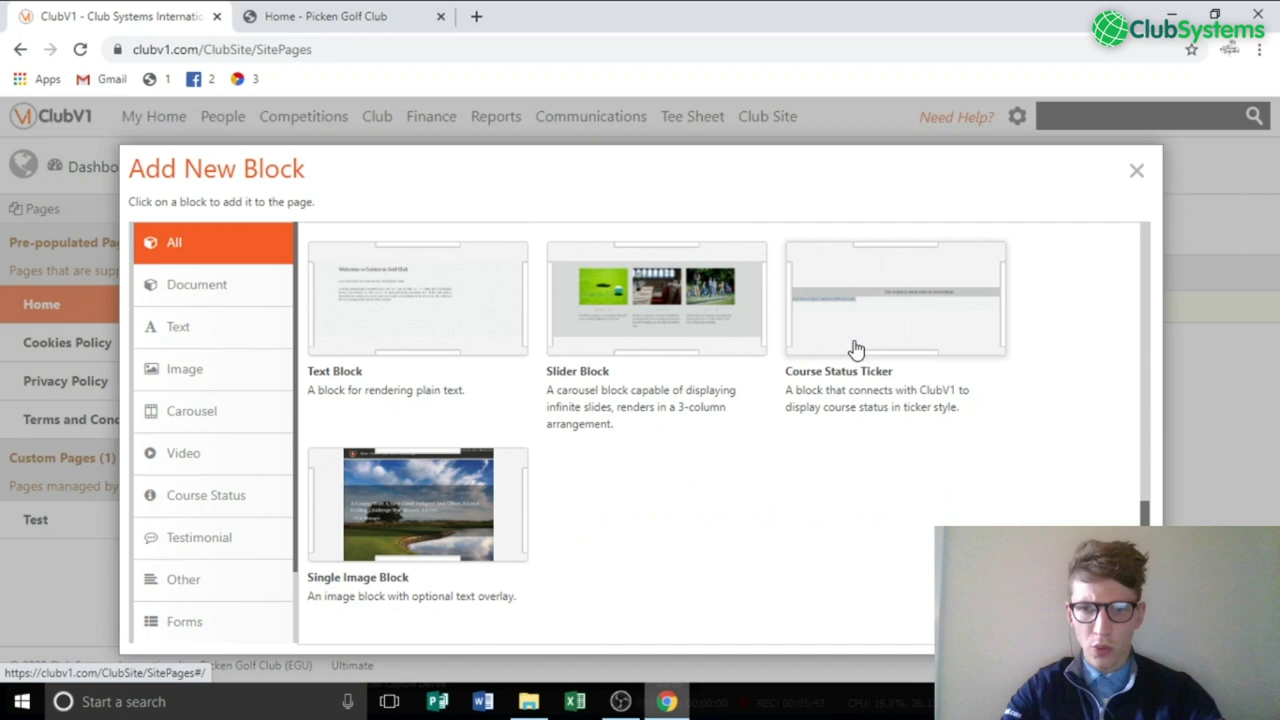 ClubV1 - Club Systems Internatio
Home - Picken Golf Club
ClubSystems
clubv1.com/ClubSite/SitePages
Apps
Gmail
1
2
3
ClubV1
My Home
People
Competitions
Club
Finance
Reports
Communications
Tee Sheet
Club Site
Need Help?
Dashbo
Add New Block
Click on a block to add it to the page.
Pages
Pre-populated Pag
Pages that are supp
Home
Cookies Policy
Privacy Policy
Terms and Cond
Custom Pages (1)
Pages managed by
Test
All
Document
Text
Image
Carousel
Video
Course Status
Testimonial
Other
Forms
Text Block
A block for rendering plain text.
Slider Block
A carousel block capable of displaying
infinite slides, renders in a 3-column
arrangement.
Course Status Ticker
A block that connects with ClubV1 to
display course status in ticker style.
Single Image Block
An image block with optional text overlay.
Picken Golf Club (EGU)
Ultimate
https://clubv1.com/ClubSite/SitePages#/
Start a search
REC: 00:05:43